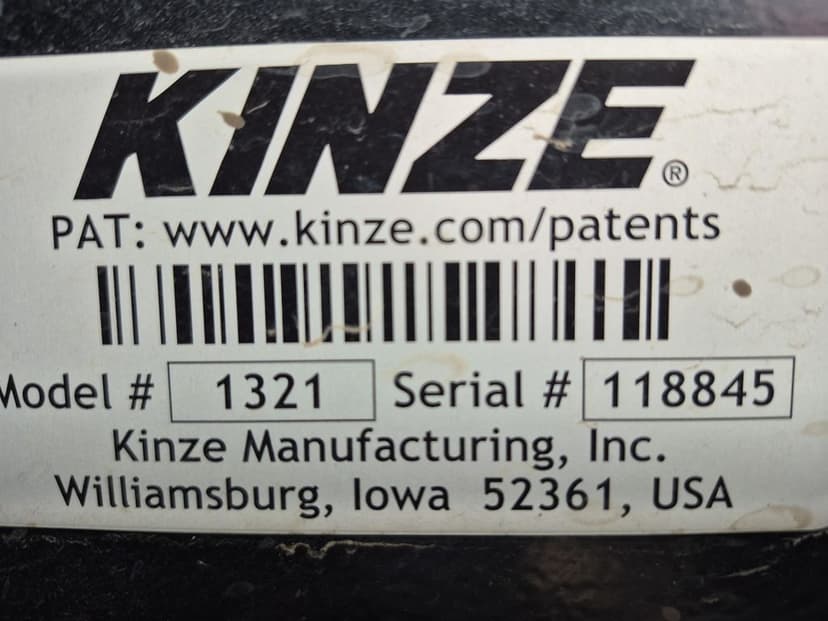 KINZE®
PAT: www.kinze.com/patents
Model # 1321 Serial # 118845
Kinze Manufacturing, Inc.
Williamsburg, Iowa 52361, USA